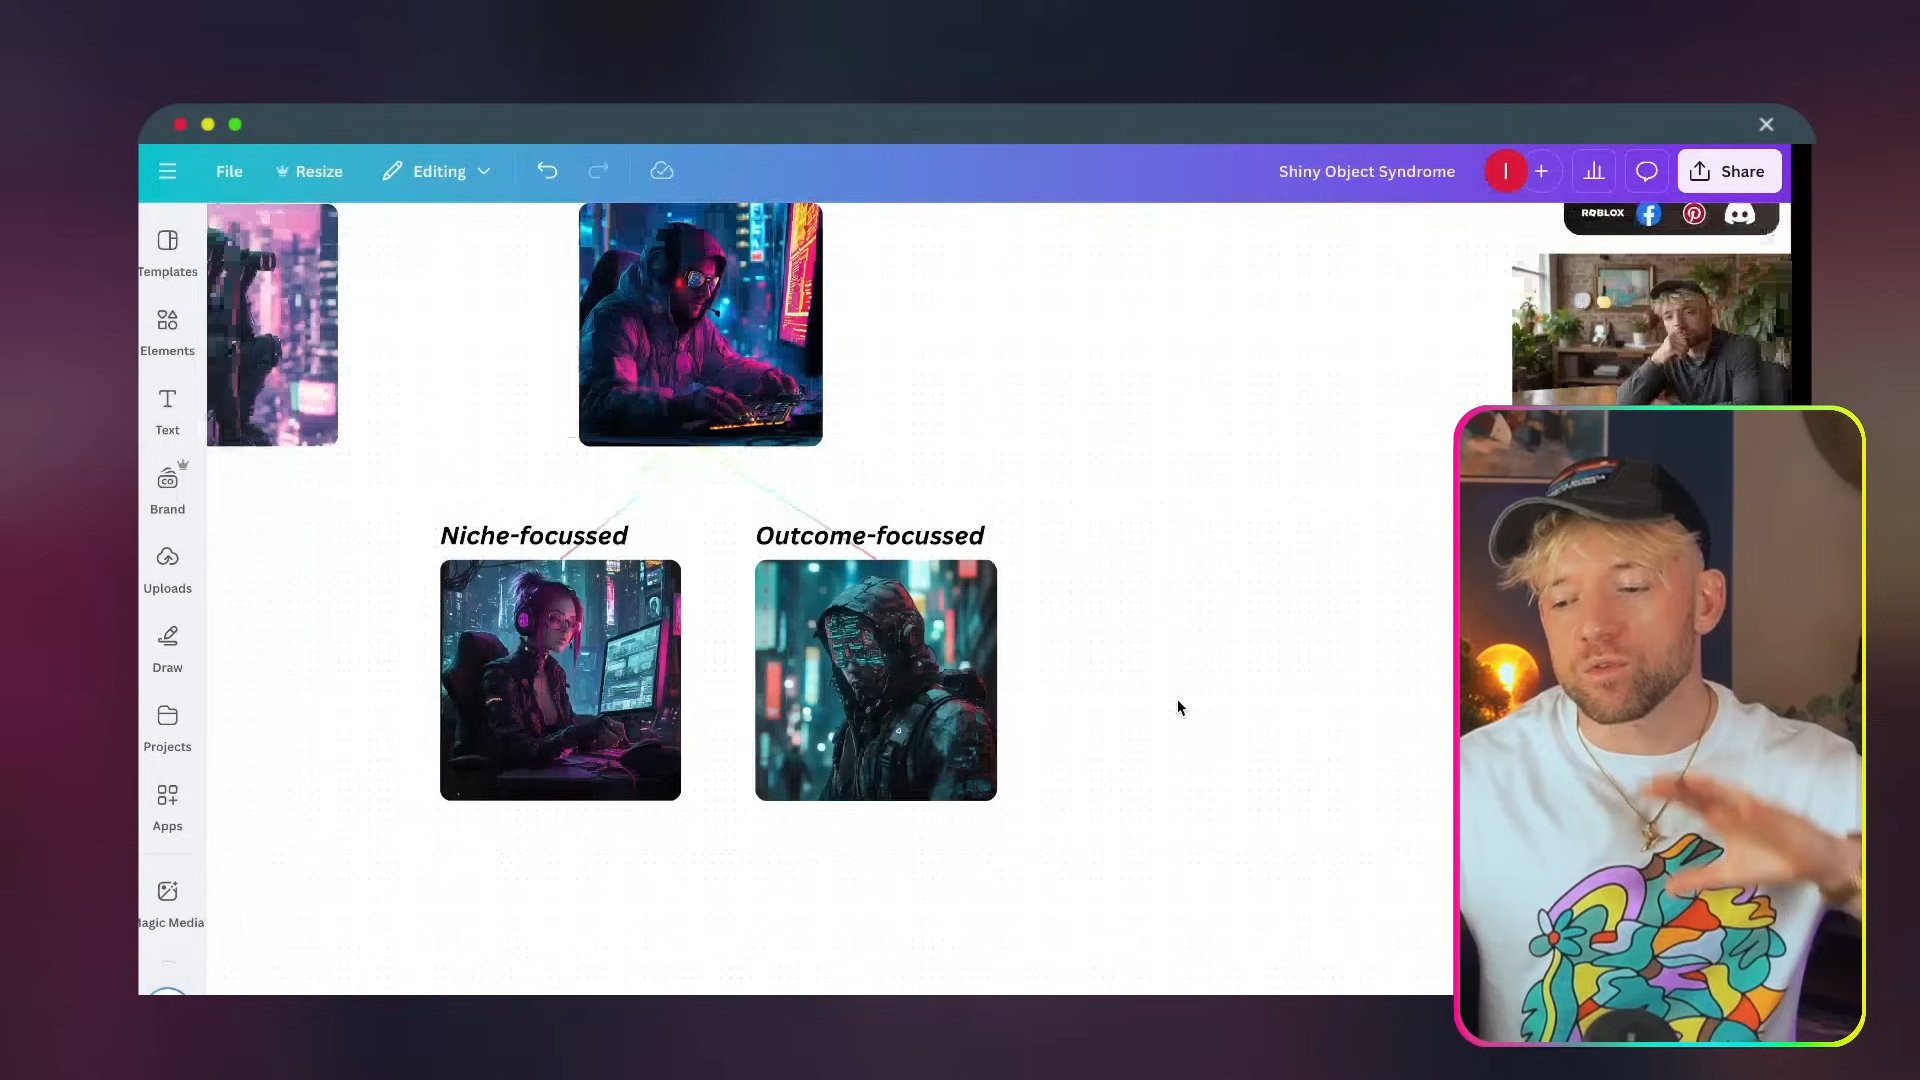 File
Resize
Editing
Shiny Object Syndrome
I
Share
ROBLOX
Templates
Elements
Text
Brand
Uploads
Draw
Projects
Apps
Magic Media
Niche-focussed
Outcome-focussed